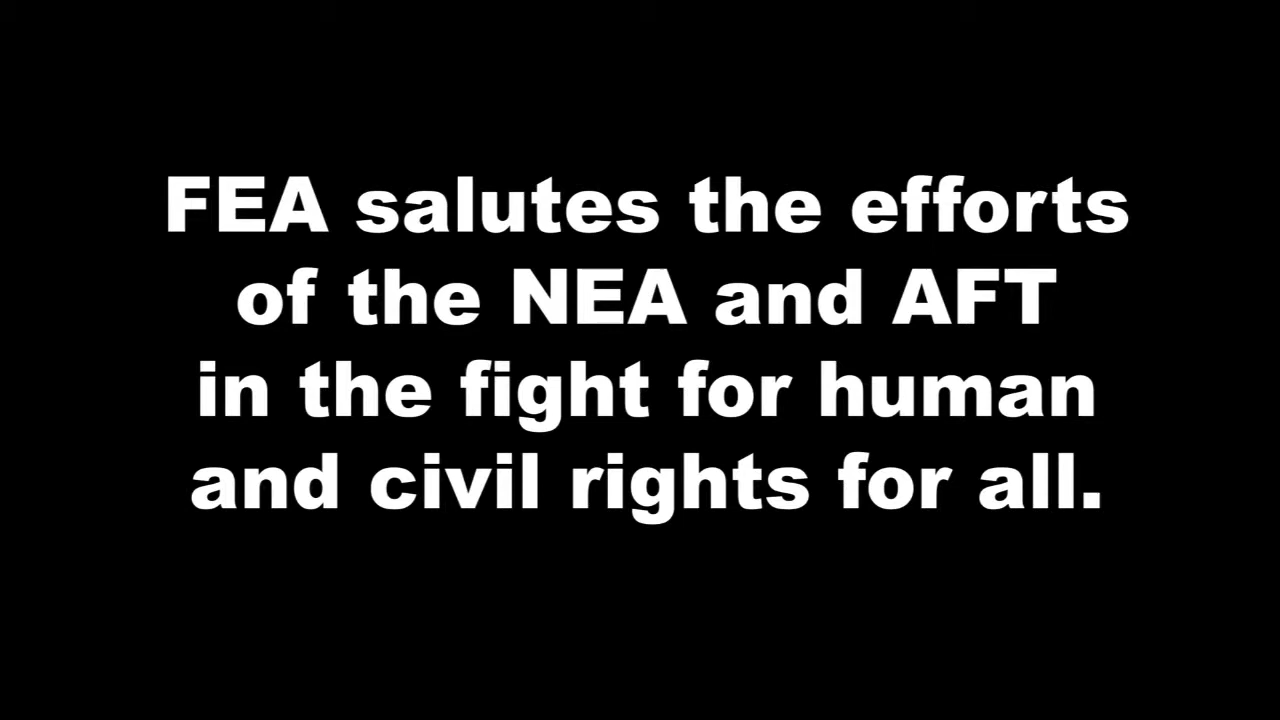 FEA salutes the efforts
of the NEA and AFT
in the fight for human
and civil rights for all.